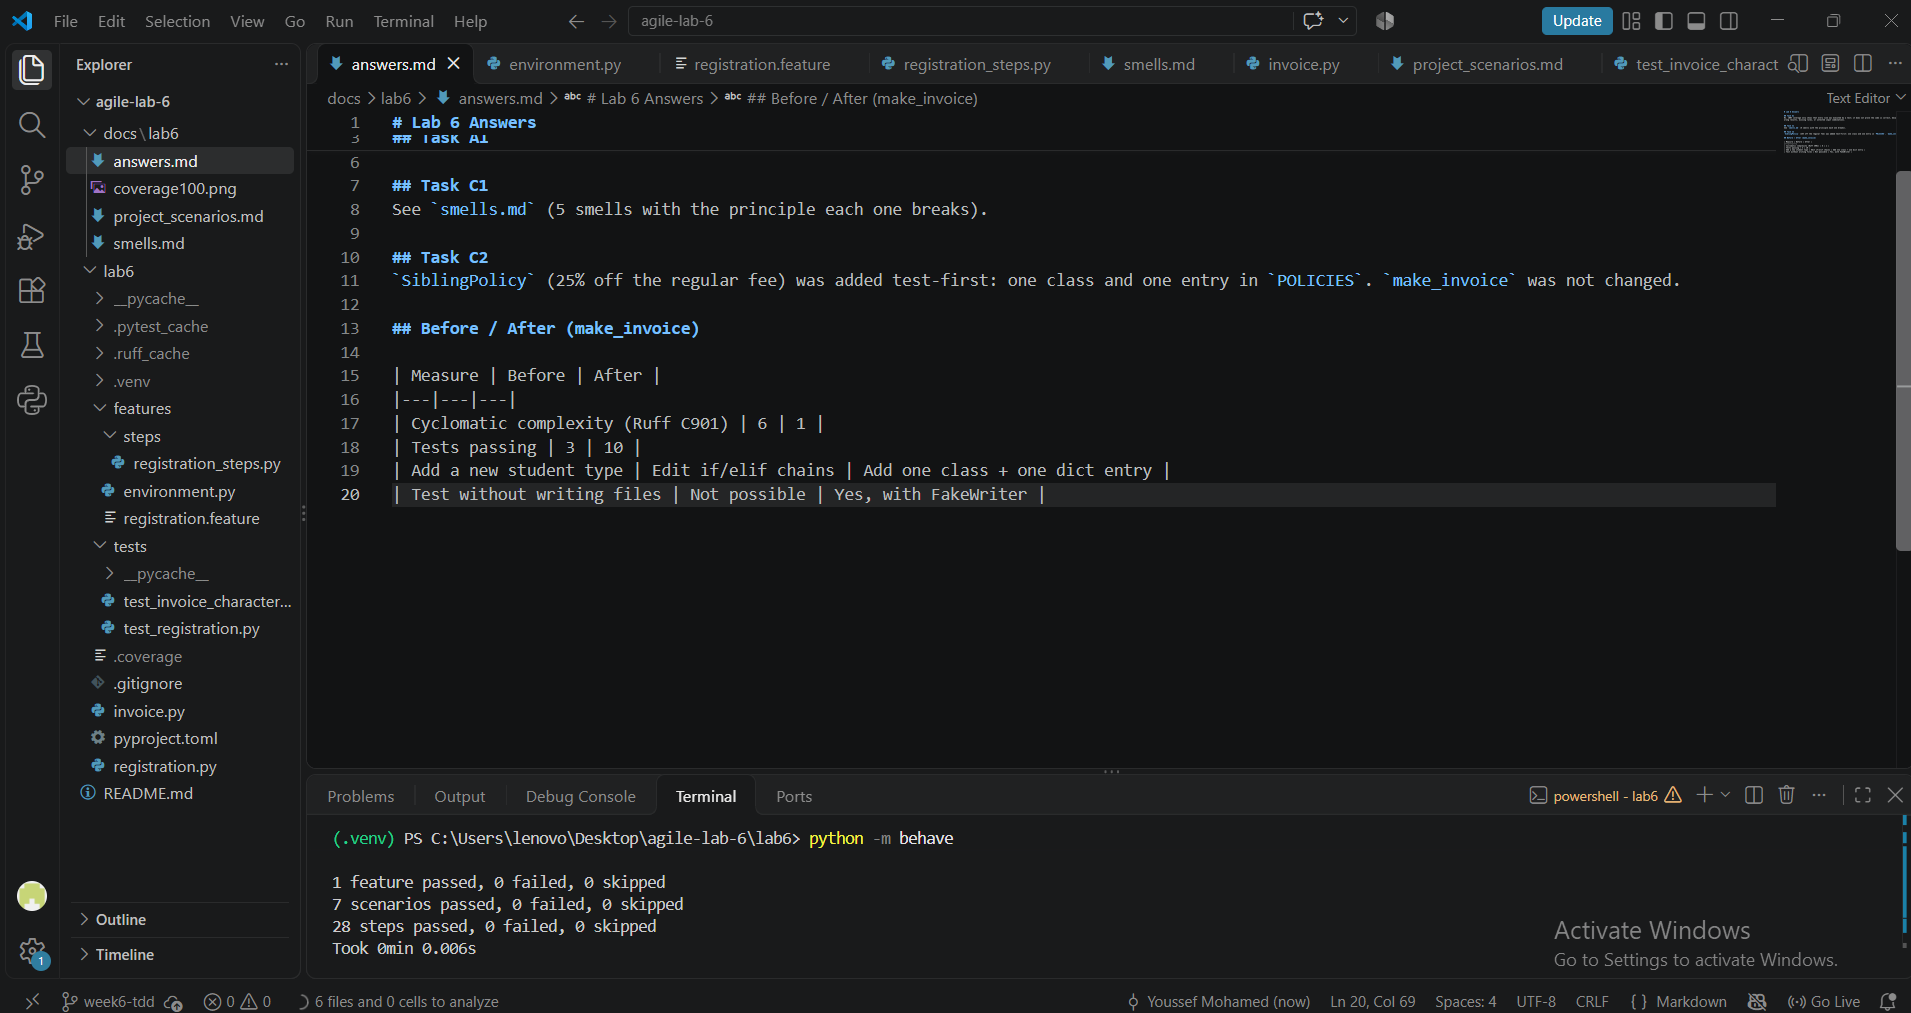 File Edit Selection View Go Run Terminal Help
agile-lab-6
Update
Explorer
agile-lab-6
docs\lab6
answers.md
coverage100.png
project_scenarios.md
smells.md
lab6
__pycache__
.pytest_cache
.ruff_cache
.venv
features
steps
registration_steps.py
environment.py
registration.feature
tests
__pycache__
test_invoice_character...
test_registration.py
.coverage
.gitignore
invoice.py
pyproject.toml
registration.py
README.md
Outline
Timeline
answers.md environment.py registration.feature registration_steps.py smells.md invoice.py project_scenarios.md test_invoice_charact
docs > lab6 > answers.md > abc # Lab 6 Answers > abc ## Before / After (make_invoice)
Text Editor
1 # Lab 6 Answers
3 ## Task A1
6
7 ## Task C1
8 See `smells.md` (5 smells with the principle each one breaks).
9
10 ## Task C2
11 `SiblingPolicy` (25% off the regular fee) was added test-first: one class and one entry in `POLICIES`. `make_invoice` was not changed.
12
13 ## Before / After (make_invoice)
14
15 | Measure | Before | After |
16 |---|---|---|
17 | Cyclomatic complexity (Ruff C901) | 6 | 1 |
18 | Tests passing | 3 | 10 |
19 | Add a new student type | Edit if/elif chains | Add one class + one dict entry |
20 | Test without writing files | Not possible | Yes, with FakeWriter |
Problems Output Debug Console Terminal Ports
powershell - lab6
(.venv) PS C:\Users\lenovo\Desktop\agile-lab-6\lab6> python -m behave
1 feature passed, 0 failed, 0 skipped
7 scenarios passed, 0 failed, 0 skipped
28 steps passed, 0 failed, 0 skipped
Took 0min 0.006s
Activate Windows
Go to Settings to activate Windows.
1
week6-tdd 0 0 6 files and 0 cells to analyze
Youssef Mohamed (now) Ln 20, Col 69 Spaces: 4 UTF-8 CRLF { } Markdown Go Live